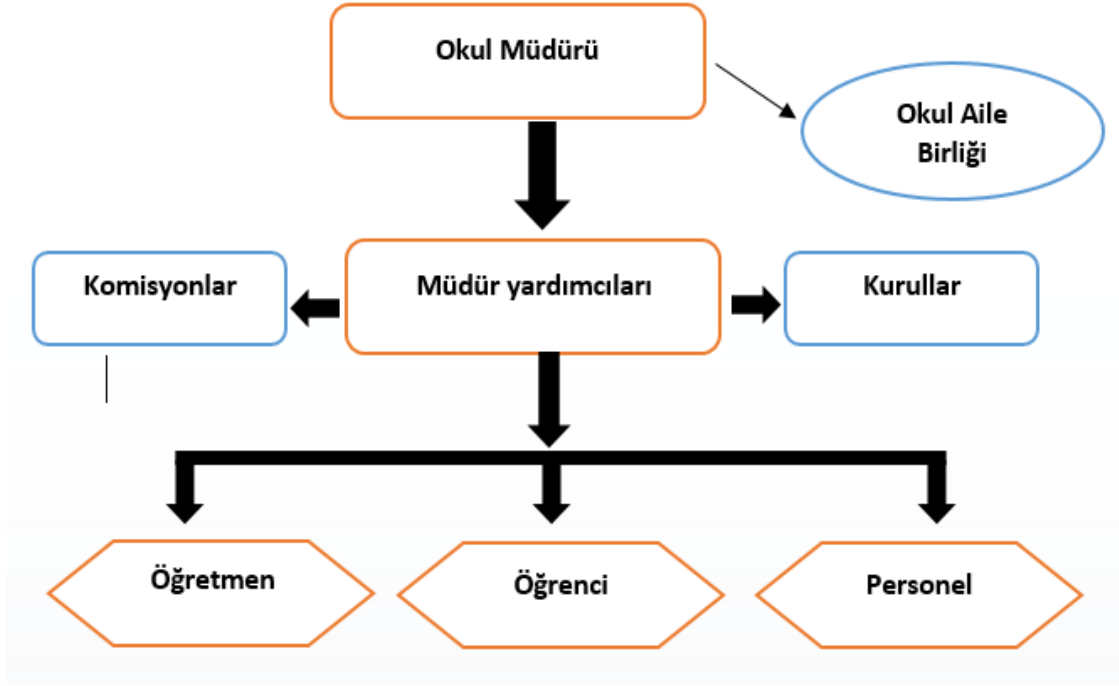 Okul Müdürü
Okul Aile
Birliği
Komisyonlar
Müdür yardımcıları
Kurullar
Öğretmen
Öğrenci
Personel